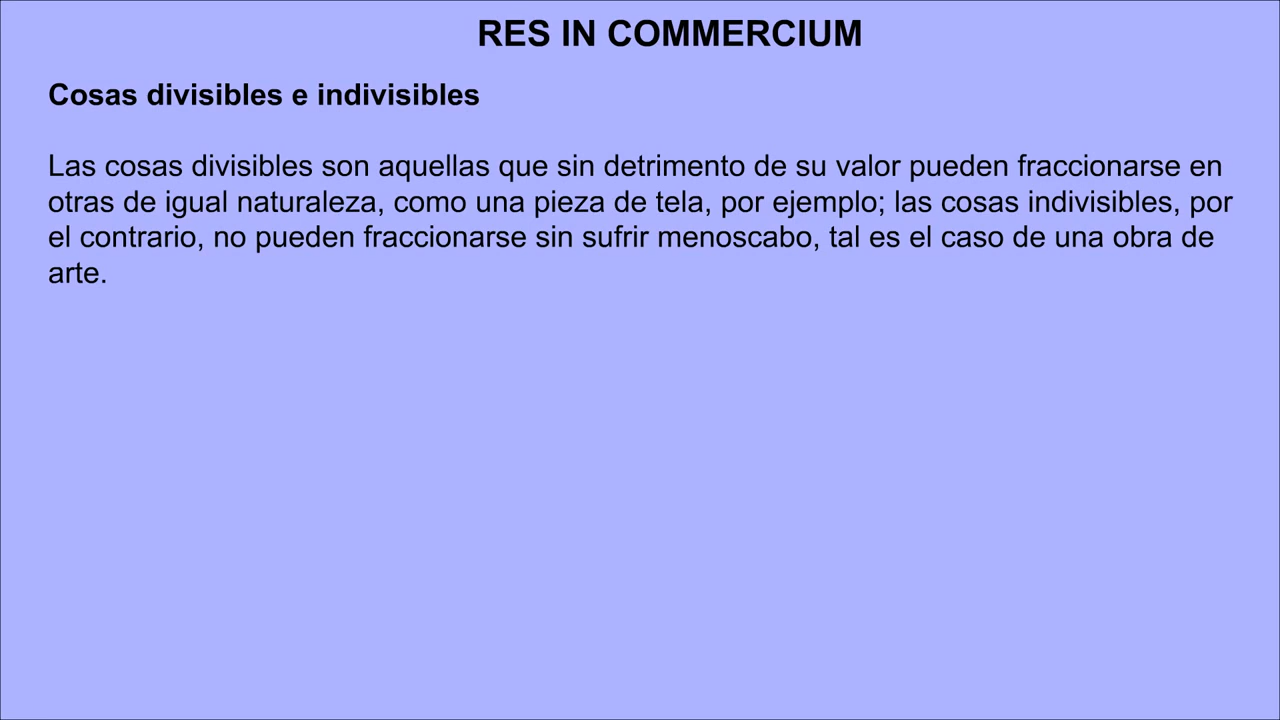 RES IN COMMERCIUM
Cosas divisibles e indivisibles
Las cosas divisibles son aquellas que sin detrimento de su valor pueden fraccionarse en
otras de igual naturaleza, como una pieza de tela, por ejemplo; las cosas indivisibles, por
el contrario, no pueden fraccionarse sin sufrir menoscabo, tal es el caso de una obra de
arte.